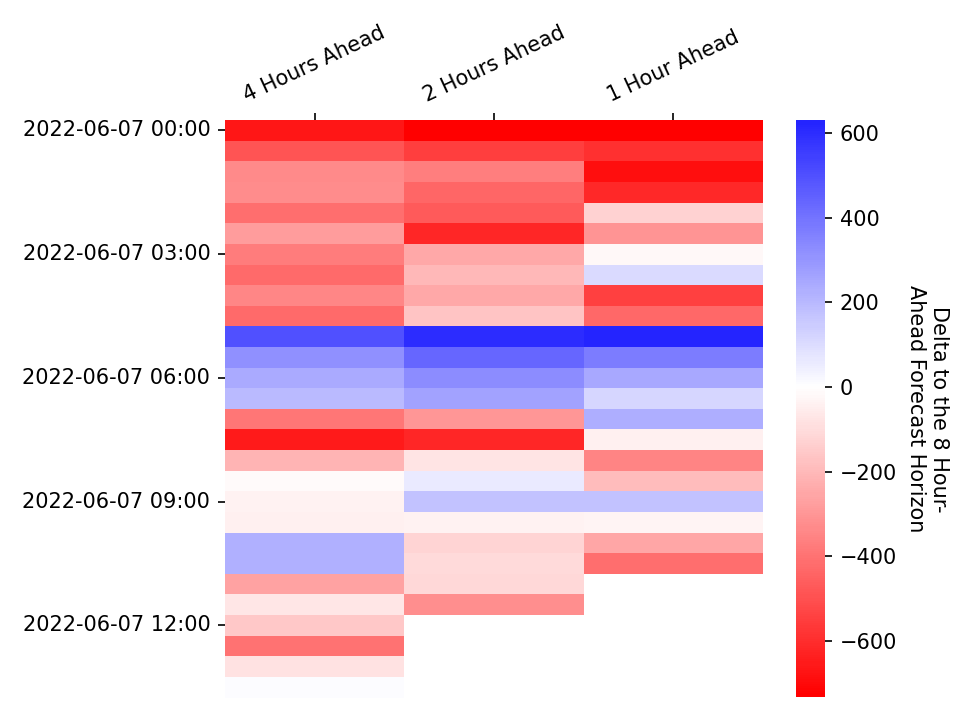 4 Hours Ahead
2 Hours Ahead
1 Hour Ahead
2022-06-07 00:00
2022-06-07 03:00
2022-06-07 06:00
2022-06-07 09:00
2022-06-07 12:00
600
400
200
0
−200
−400
−600
Delta to the 8 Hour-
Ahead Forecast Horizon